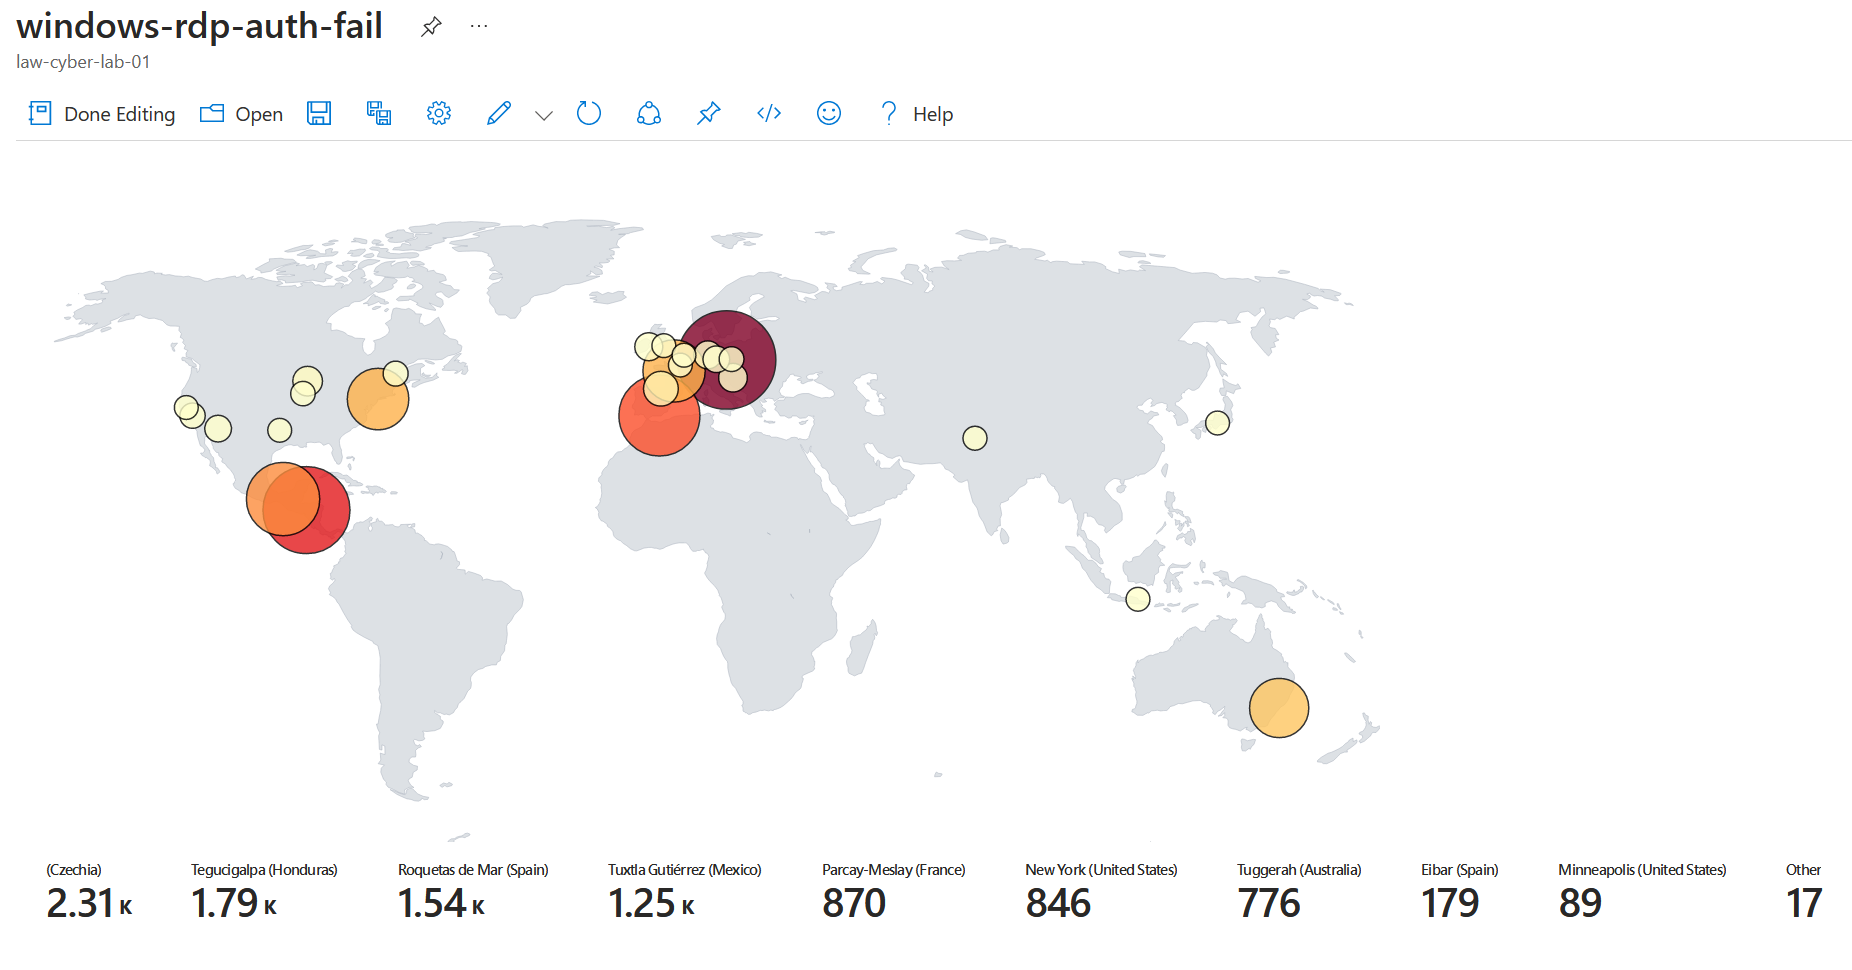 windows-rdp-auth-fail
law-cyber-lab-01
Done Editing Open Help
(Czechia) Tegucigalpa (Honduras) Roquetas de Mar (Spain) Tuxtla Gutiérrez (Mexico) Parcay-Meslay (France) New York (United States) Tuggerah (Australia) Eibar (Spain) Minneapolis (United States) Other
2.31 K 1.79 K 1.54 K 1.25 K 870 846 776 179 89 17